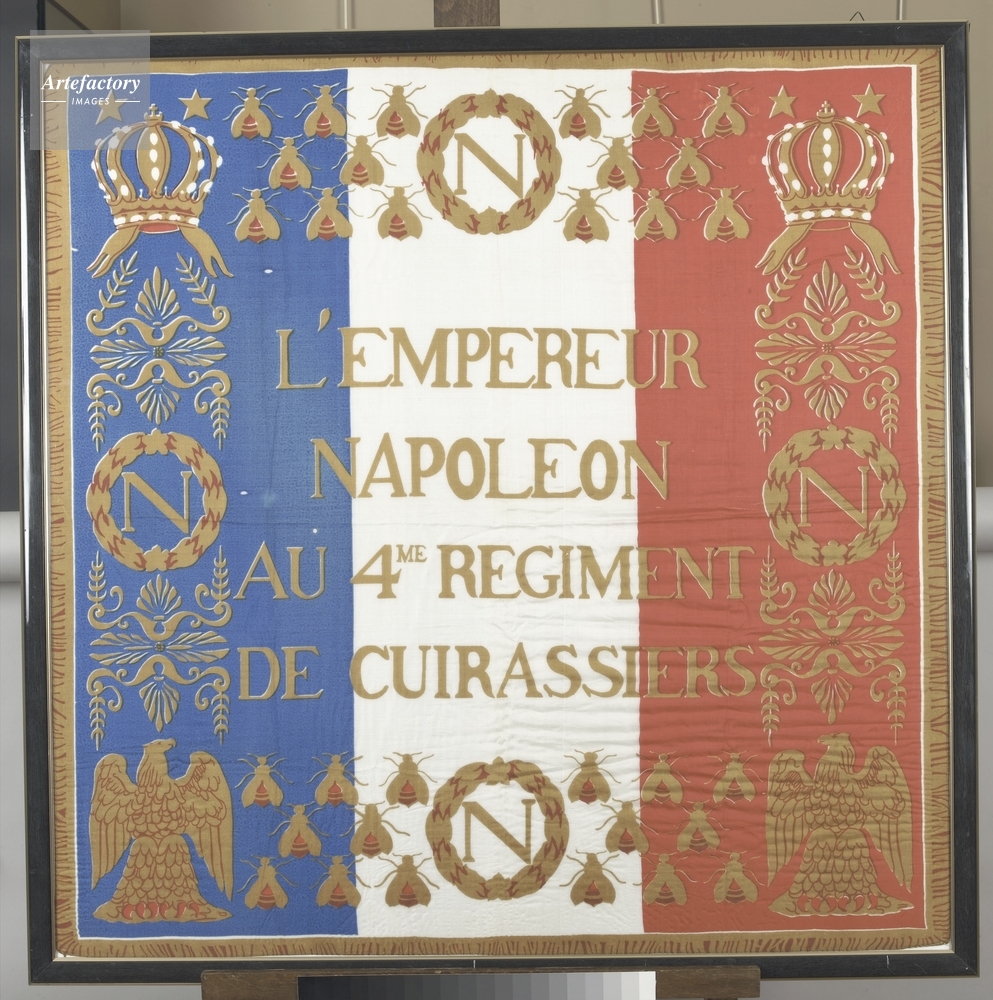 Artefactory
IMAGES
N
L'EMPEREUR
NAPOLEON
N
N
AU 4ME REGIMENT
DE CUIRASSIERS
N